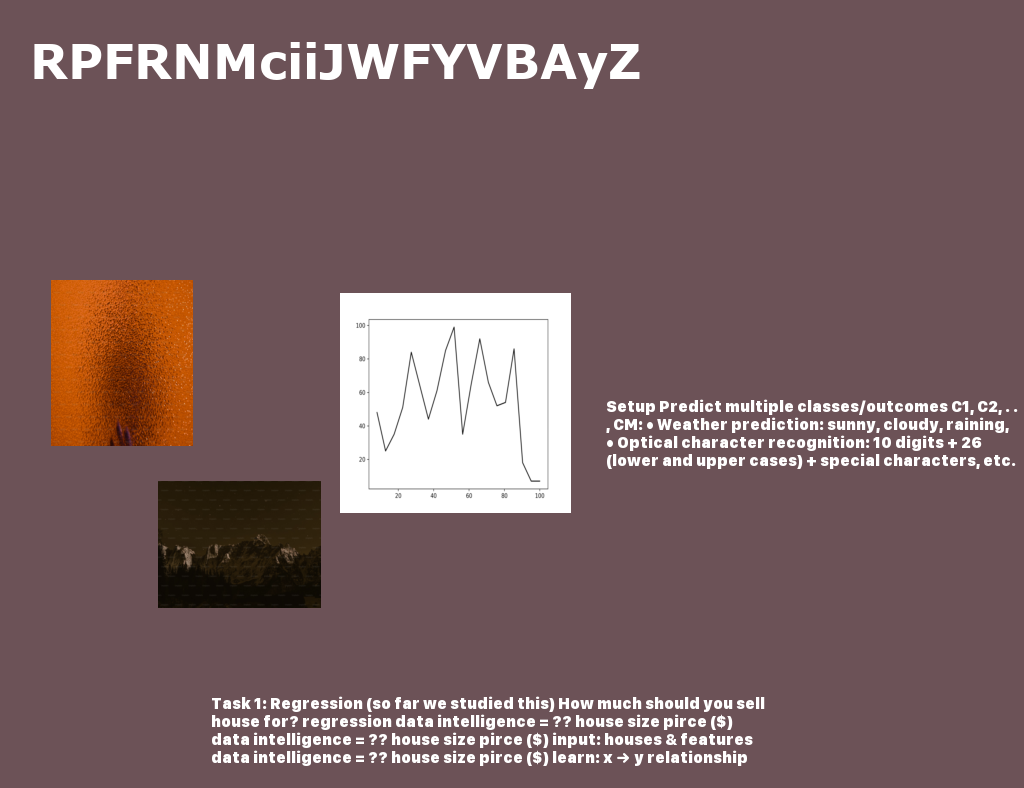 RPFRNMciiJWFYVBAyZ
100
80
60
40
20
20 40 60 80 100
Setup Predict multiple classes/outcomes C1, C2, . .
, CM: • Weather prediction: sunny, cloudy, raining,
• Optical character recognition: 10 digits + 26
(lower and upper cases) + special characters, etc.
Task 1: Regression (so far we studied this) How much should you sell
house for? regression data intelligence = ?? house size pirce ($)
data intelligence = ?? house size pirce ($) input: houses & features
data intelligence = ?? house size pirce ($) learn: x → y relationship